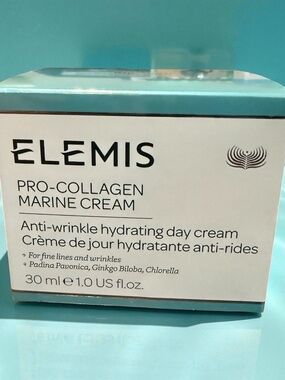 ELEMIS
PRO-COLLAGEN
MARINE CREAM
Anti-wrinkle hydrating day cream
Crème de jour hydratante anti-rides
+ For fine lines and wrinkles
+ Padina Pavonica, Ginkgo Biloba, Chlorella
30 ml e 1.0 US fl.oz.